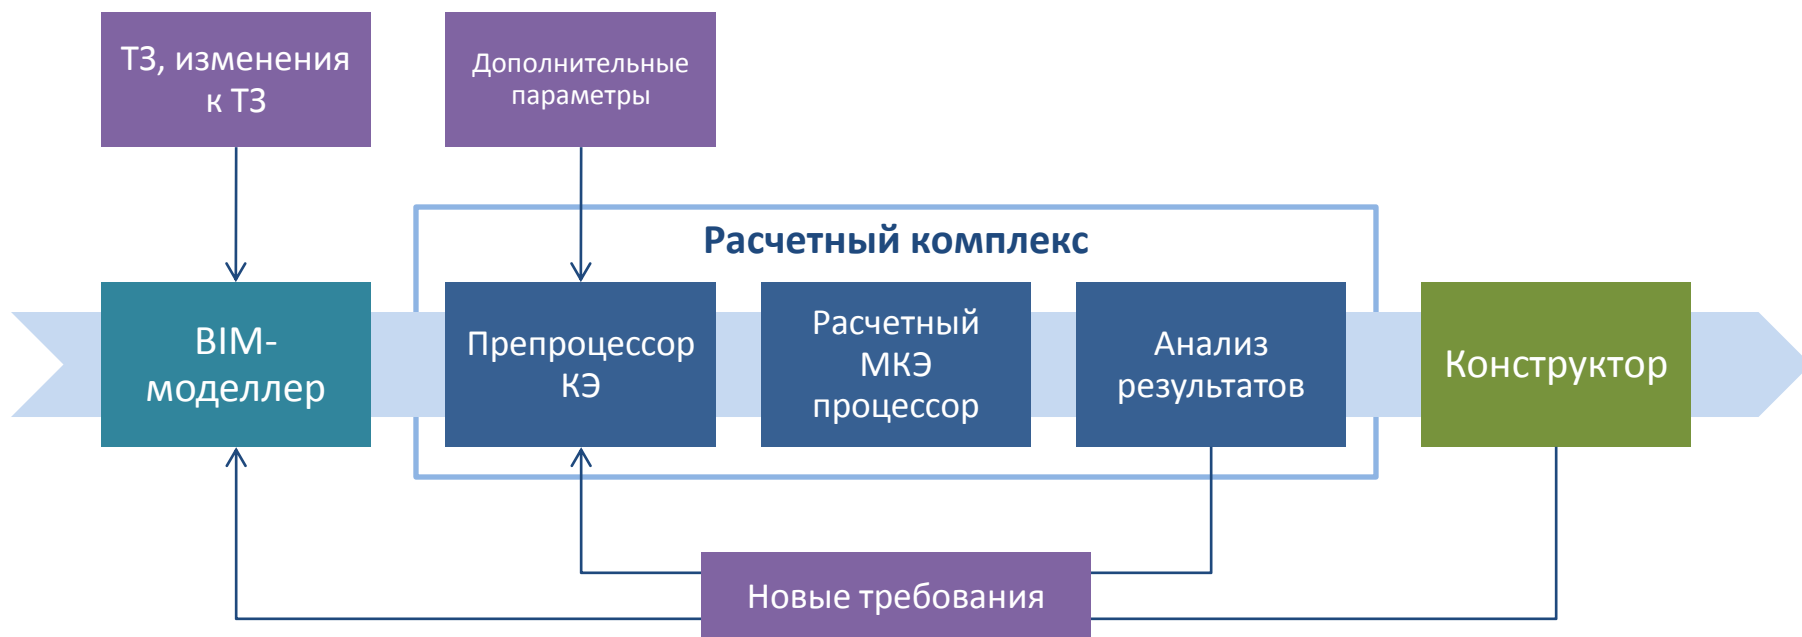 ТЗ, изменения
к ТЗ
Дополнительные
параметры
Расчетный комплекс
BIM-
моделлер
Препроцессор
КЭ
Расчетный
МКЭ
процессор
Анализ
результатов
Конструктор
Новые требования